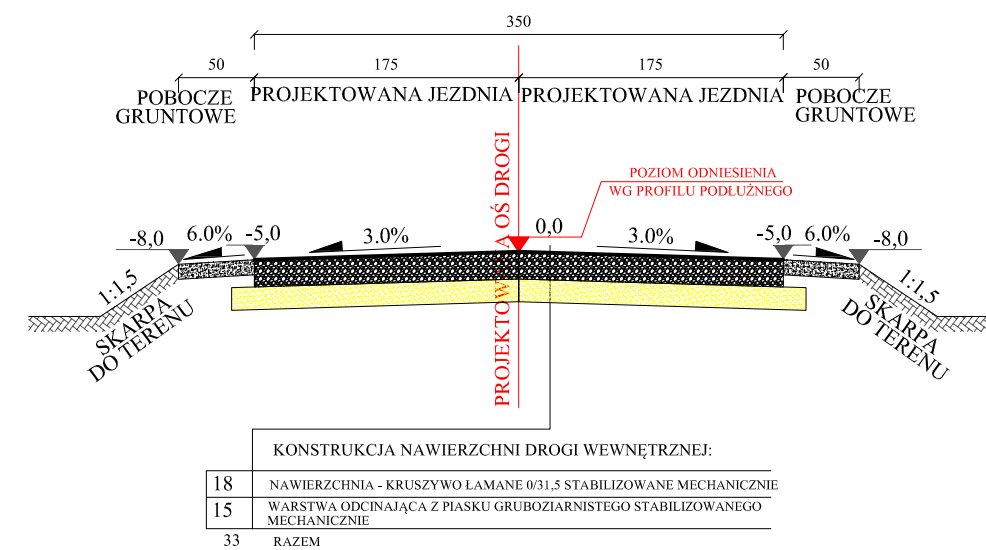 350
50 175 175 50
POBOCZE GRUNTOWE
PROJEKTOWANA JEZDNIA
PROJEKTOWANA JEZDNIA
POBOCZE GRUNTOWE
PROJEKTOWANA OŚ DROGI
POZIOM ODNIESIENIA
WG PROFILU PODŁUŻNEGO
-8,0 6.0% -5,0 3.0% 0,0 3.0% -5,0 6.0% -8,0
1:1,5
SKARPA
DO TERENU
1:1,5
SKARPA
DO TERENU
KONSTRUKCJA NAWIERZCHNI DROGI WEWNĘTRZNEJ:
18 NAWIERZCHNIA - KRUSZYWO ŁAMANE 0/31,5 STABILIZOWANE MECHANICZNIE
15 WARSTWA ODCINAJĄCA Z PIASKU GRUBOZIARNISTEGO STABILIZOWANEGO
MECHANICZNIE
33 RAZEM